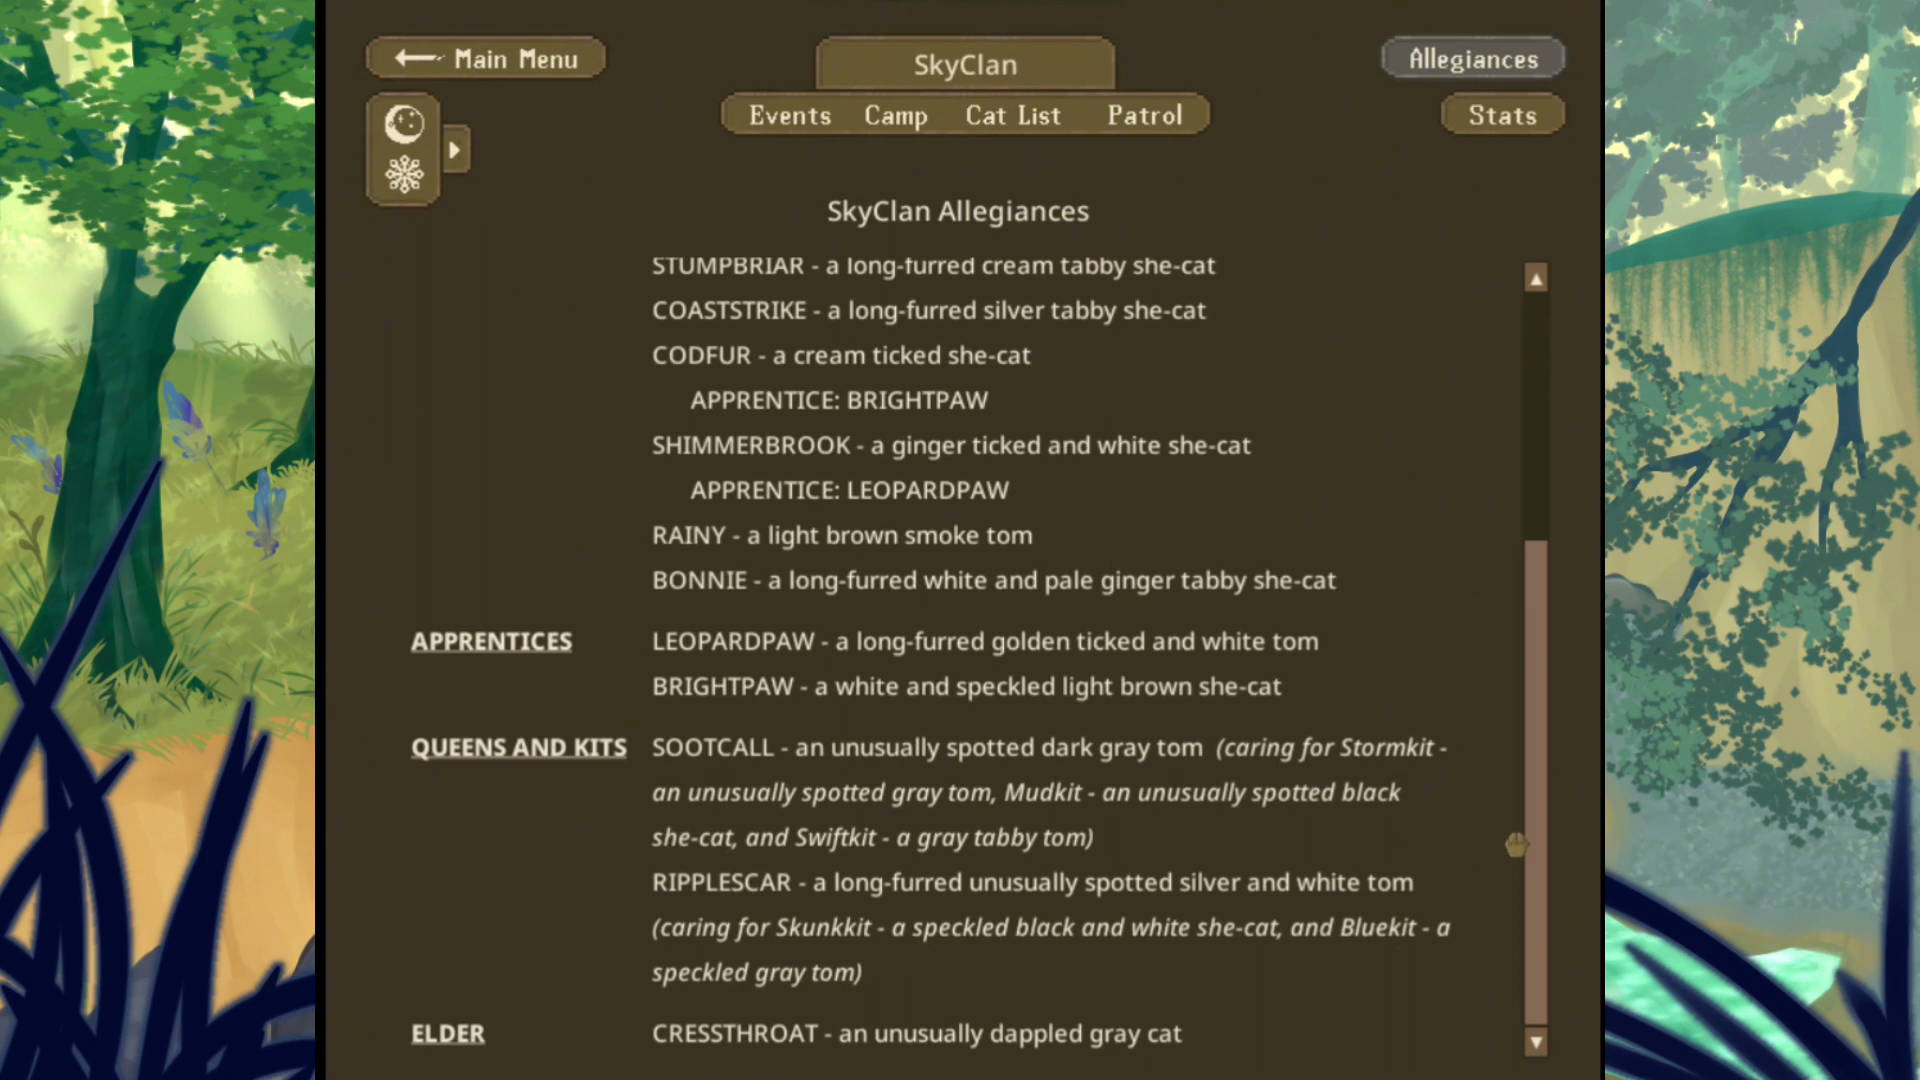 Main Menu
SkyClan
Allegiances
Events Camp Cat List Patrol
Stats
SkyClan Allegiances
STUMPBRIAR - a long-furred cream tabby she-cat
COASTSTRIKE - a long-furred silver tabby she-cat
CODFUR - a cream ticked she-cat
APPRENTICE: BRIGHTPAW
SHIMMERBROOK - a ginger ticked and white she-cat
APPRENTICE: LEOPARDPAW
RAINY - a light brown smoke tom
BONNIE - a long-furred white and pale ginger tabby she-cat
APPRENTICES LEOPARDPAW - a long-furred golden ticked and white tom
BRIGHTPAW - a white and speckled light brown she-cat
QUEENS AND KITS SOOTCALL - an unusually spotted dark gray tom (caring for Stormkit -
an unusually spotted gray tom, Mudkit - an unusually spotted black
she-cat, and Swiftkit - a gray tabby tom)
RIPPLESCAR - a long-furred unusually spotted silver and white tom
(caring for Skunkkit - a speckled black and white she-cat, and Bluekit - a
speckled gray tom)
ELDER CRESSTHROAT - an unusually dappled gray cat